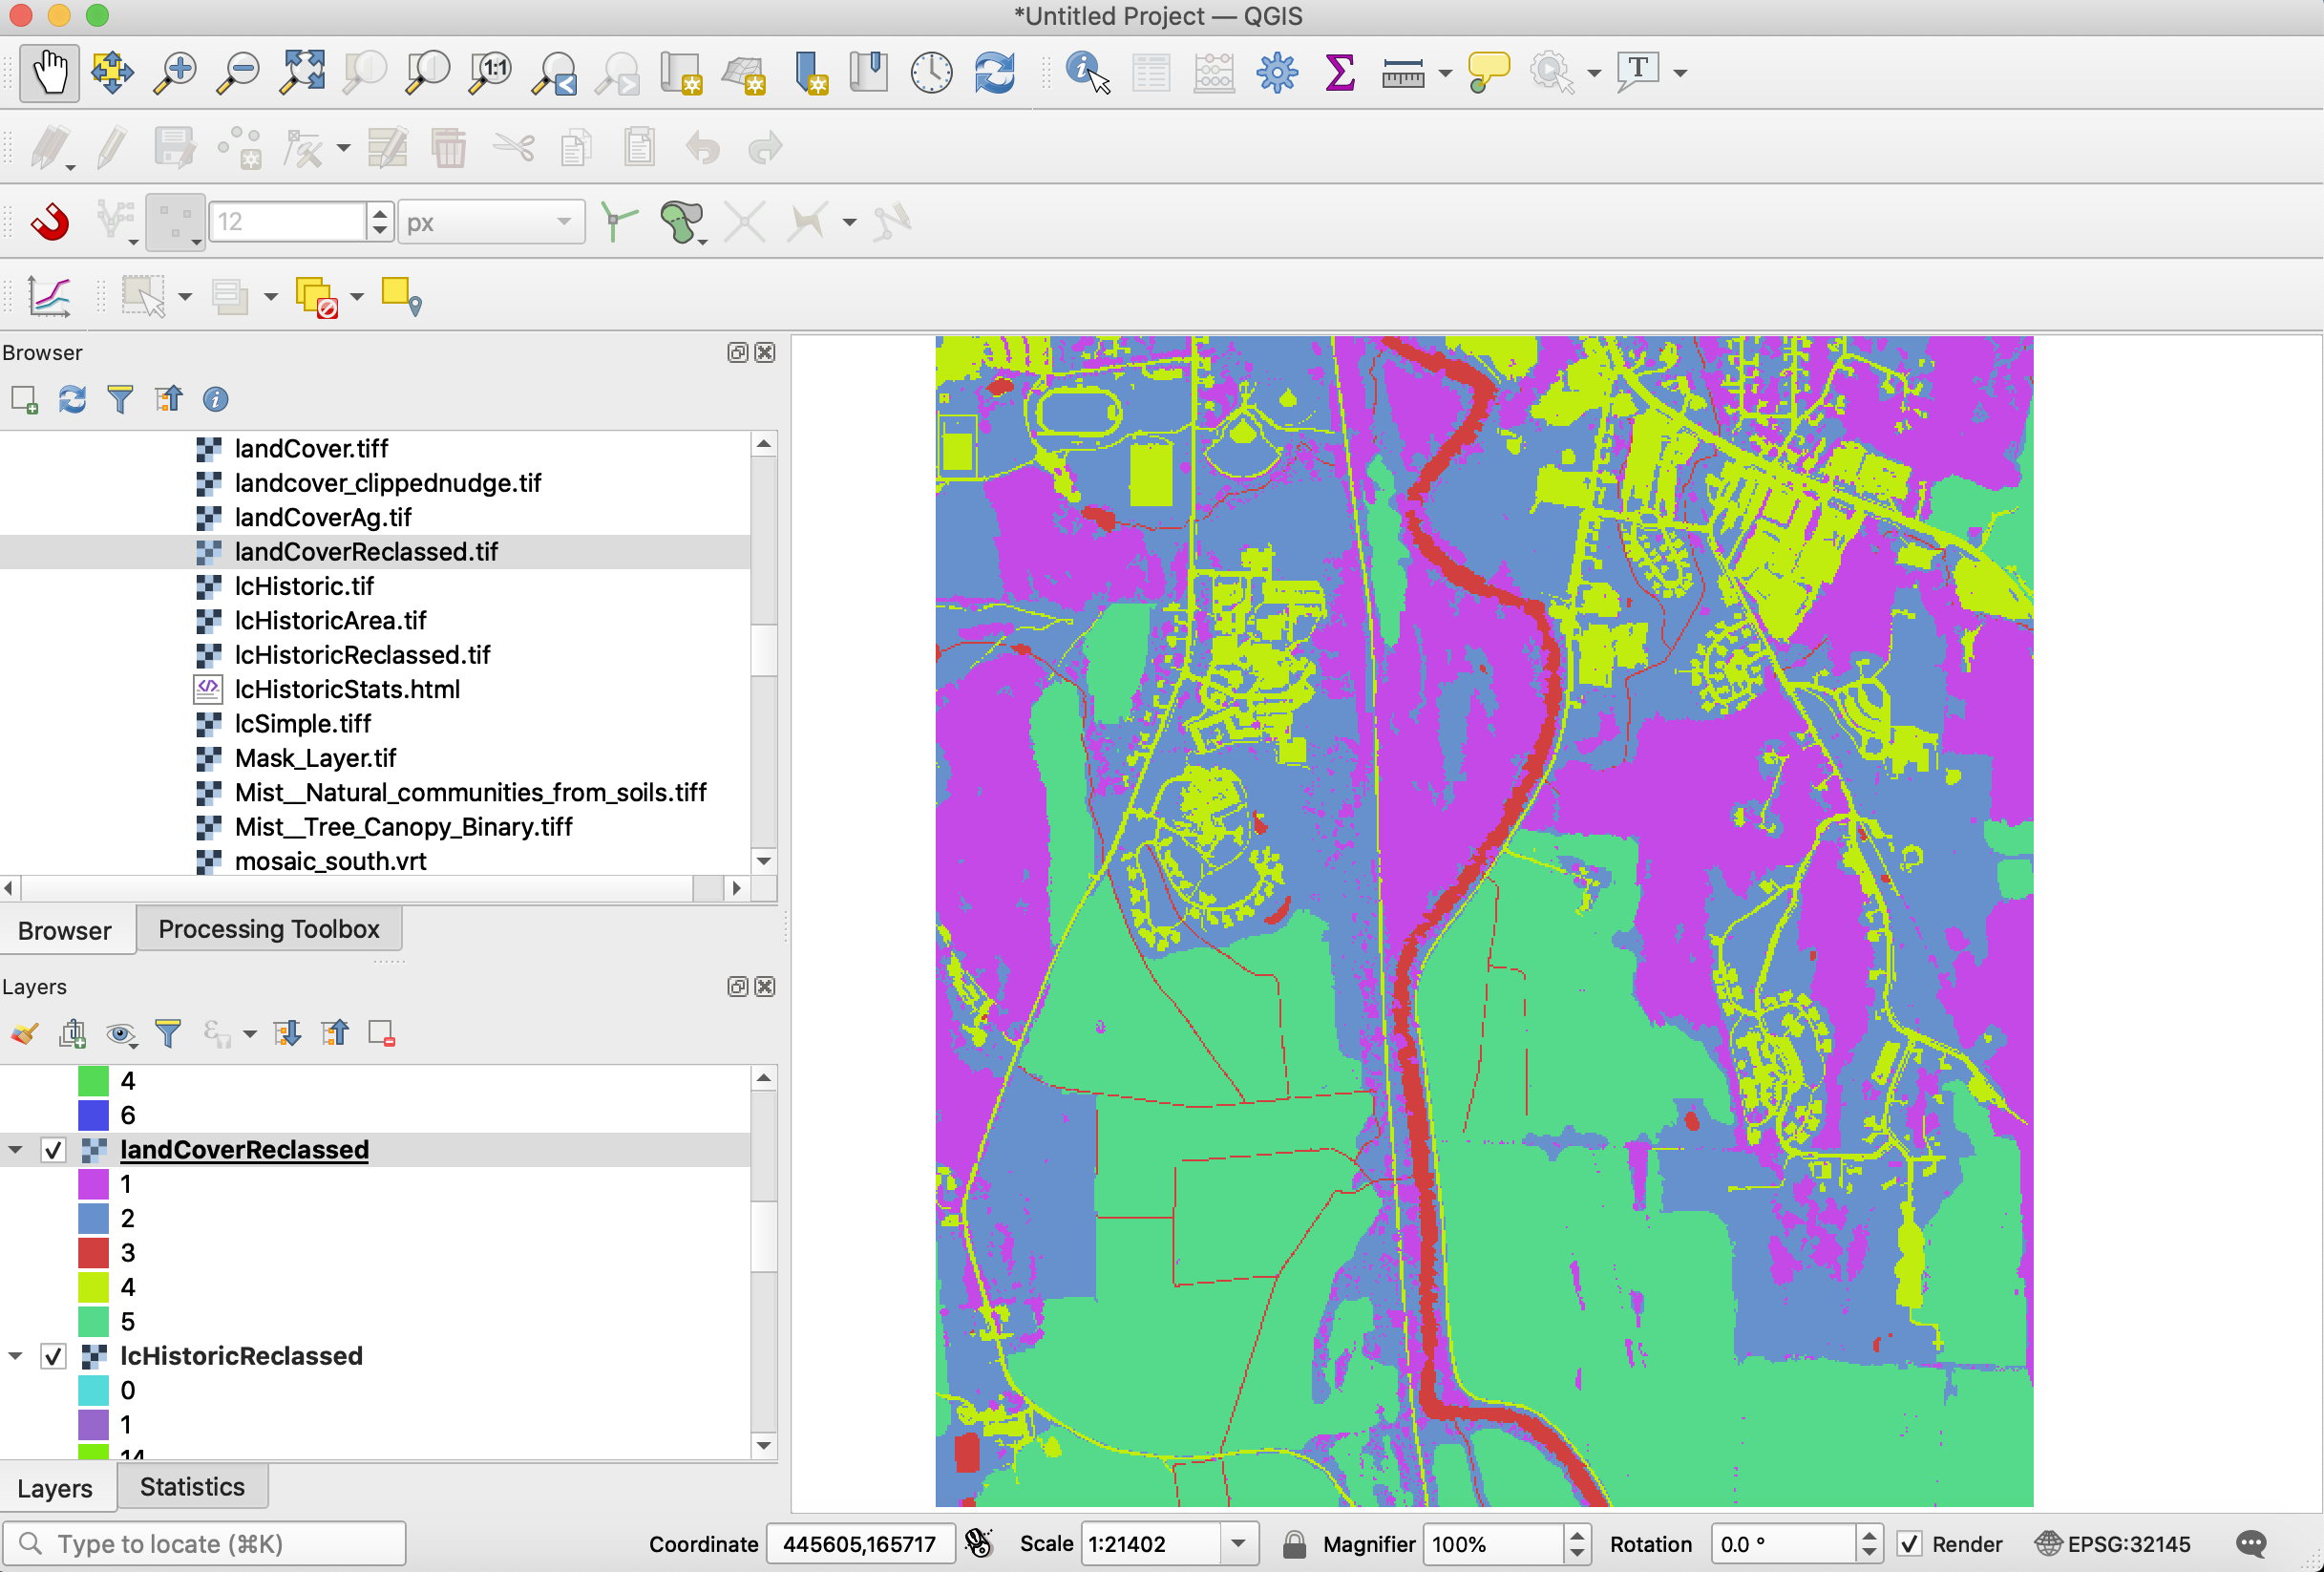 *Untitled Project — QGIS
1:1
T
12
px
Browser
landCover.tiff
landcover_clippednudge.tif
landCoverAg.tif
landCoverReclassed.tif
lcHistoric.tif
lcHistoricArea.tif
lcHistoricReclassed.tif
lcHistoricStats.html
lcSimple.tiff
Mask_Layer.tif
Mist__Natural_communities_from_soils.tiff
Mist__Tree_Canopy_Binary.tiff
mosaic_south.vrt
Browser Processing Toolbox
Layers
4
6
landCoverReclassed
1
2
3
4
5
lcHistoricReclassed
0
1
14
Layers Statistics
Type to locate (⌘K) Coordinate 445605,165717 Scale 1:21402 Magnifier 100% Rotation 0.0 ° Render EPSG:32145